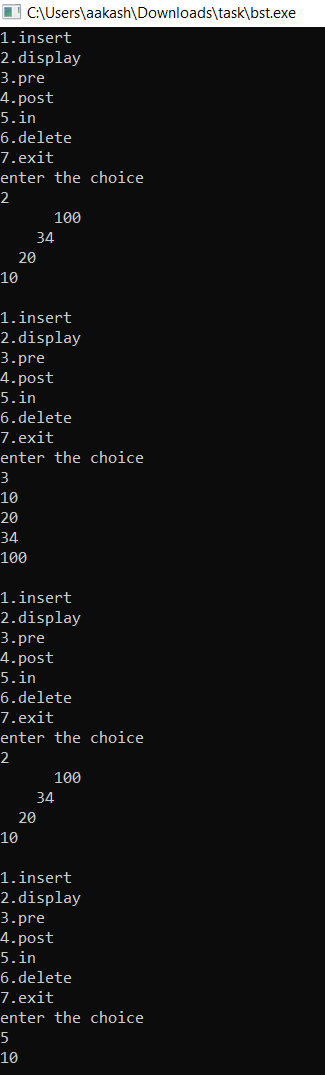 C:\Users\aakash\Downloads\task\bst.exe
1.insert
2.display
3.pre
4.post
5.in
6.delete
7.exit
enter the choice
2
      100
    34
  20
10

1.insert
2.display
3.pre
4.post
5.in
6.delete
7.exit
enter the choice
3
10
20
34
100

1.insert
2.display
3.pre
4.post
5.in
6.delete
7.exit
enter the choice
2
      100
    34
  20
10

1.insert
2.display
3.pre
4.post
5.in
6.delete
7.exit
enter the choice
5
10